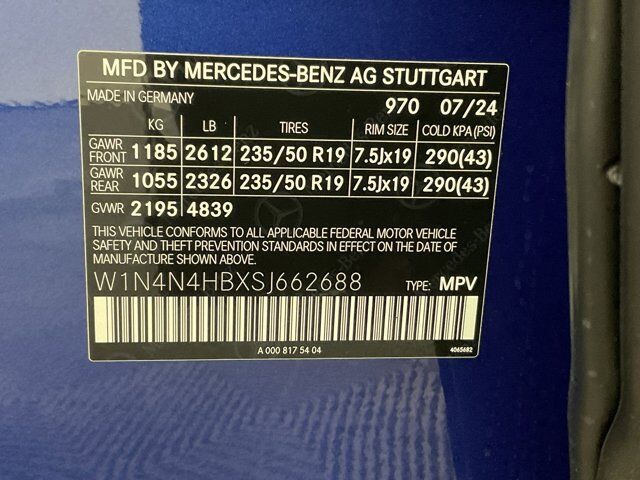 MFD BY MERCEDES-BENZ AG STUTTGART
MADE IN GERMANY 970 07/24
KG LB TIRES RIM SIZE COLD KPA(PSI)
GAWR FRONT 1185 2612 235/50 R19 7.5Jx19 290(43)
GAWR REAR 1055 2326 235/50 R19 7.5Jx19 290(43)
GVWR 2195 4839
THIS VEHICLE CONFORMS TO ALL APPLICABLE FEDERAL MOTOR VEHICLE
SAFETY AND THEFT PREVENTION STANDARDS IN EFFECT ON THE DATE OF
MANUFACTURE SHOWN ABOVE.
W1N4N4HBXSJ662688 TYPE: MPV
A 000 817 54 04 4065682